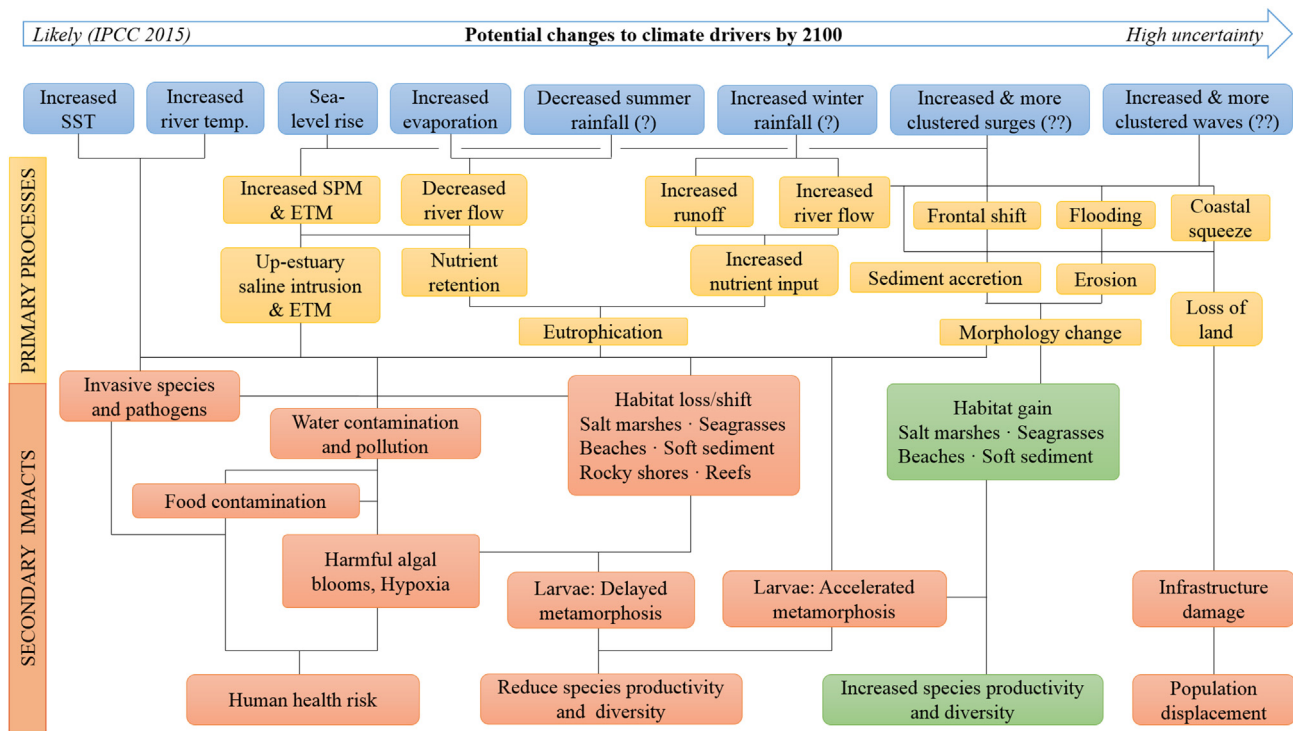 Likely (IPCC 2015)
Potential changes to climate drivers by 2100
High uncertainty
Increased
SST
Increased
river temp.
Sea-
level rise
Increased
evaporation
Decreased summer
rainfall (?)
Increased winter
rainfall (?)
Increased & more
clustered surges (??)
Increased & more
clustered waves (??)
PRIMARY PROCESSES
Increased SPM
& ETM
Decreased
river flow
Increased
runoff
Increased
river flow
Frontal shift
Flooding
Coastal
squeeze
Up-estuary
saline intrusion
& ETM
Nutrient
retention
Increased
nutrient input
Sediment accretion
Erosion
Eutrophication
Morphology change
Loss of
land
SECONDARY IMPACTS
Invasive species
and pathogens
Water contamination
and pollution
Habitat loss/shift
Salt marshes · Seagrasses
Beaches · Soft sediment
Rocky shores · Reefs
Habitat gain
Salt marshes · Seagrasses
Beaches · Soft sediment
Food contamination
Harmful algal
blooms, Hypoxia
Larvae: Delayed
metamorphosis
Larvae: Accelerated
metamorphosis
Infrastructure
damage
Human health risk
Reduce species productivity
and diversity
Increased species productivity
and diversity
Population
displacement